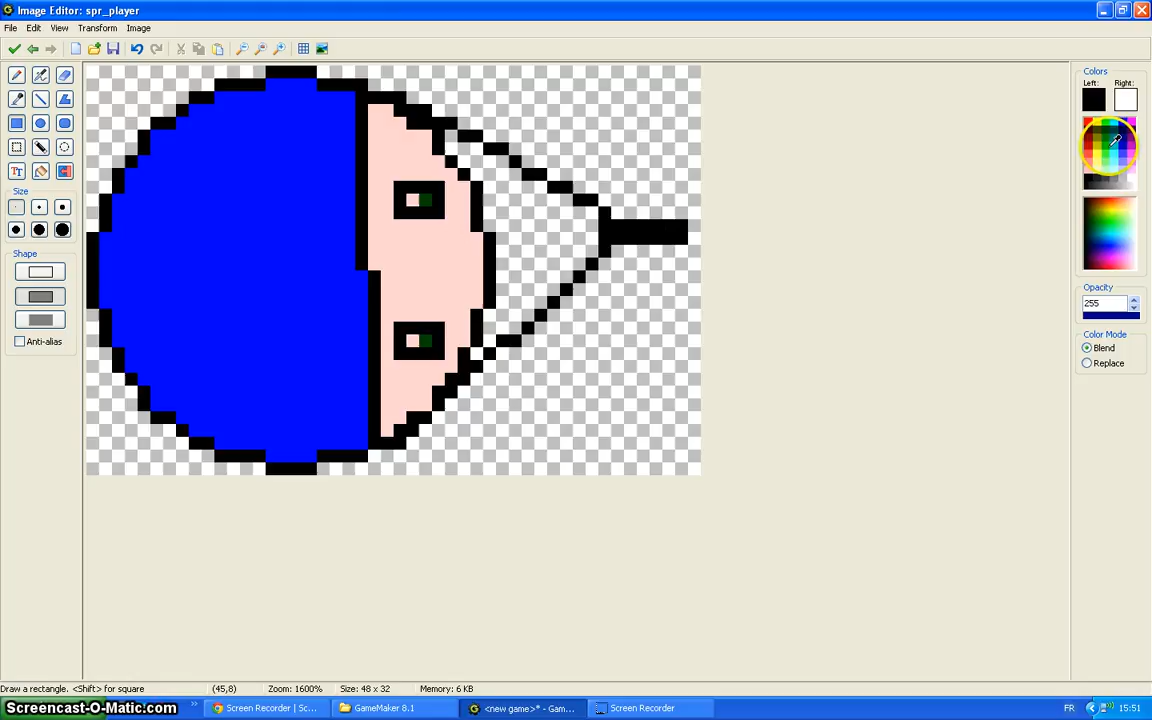 Image Editor: spr_player
File Edit View Transform Image
Colors
Left: Right:
TT
Size
Shape
Anti-alias
Opacity
255
Color Mode
Blend
Replace
Draw a rectangle. <Shift> for square (45,8) Zoom: 1600% Size: 48 x 32 Memory: 6 KB
Screencast-O-Matic.com Screen Recorder | Sc... GameMaker 8.1 <new game>* - Gam... Screen Recorder FR 15:51